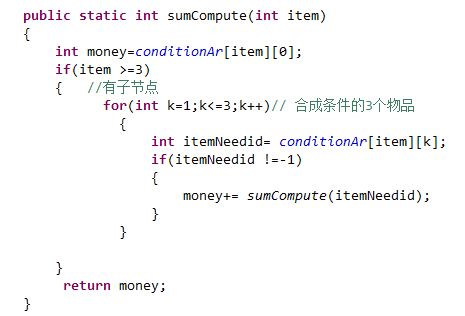 public static int sumCompute(int item)
{
    int money=conditionAr[item][0];
    if(item >=3)
    {   //有子节点
          for(int k=1;k<=3;k++)// 合成条件的3个物品
            {
                int itemNeedid= conditionAr[item][k];
                if(itemNeedid !=-1)
                {
                    money+= sumCompute(itemNeedid);
                }
            }
    }
     return money;
}